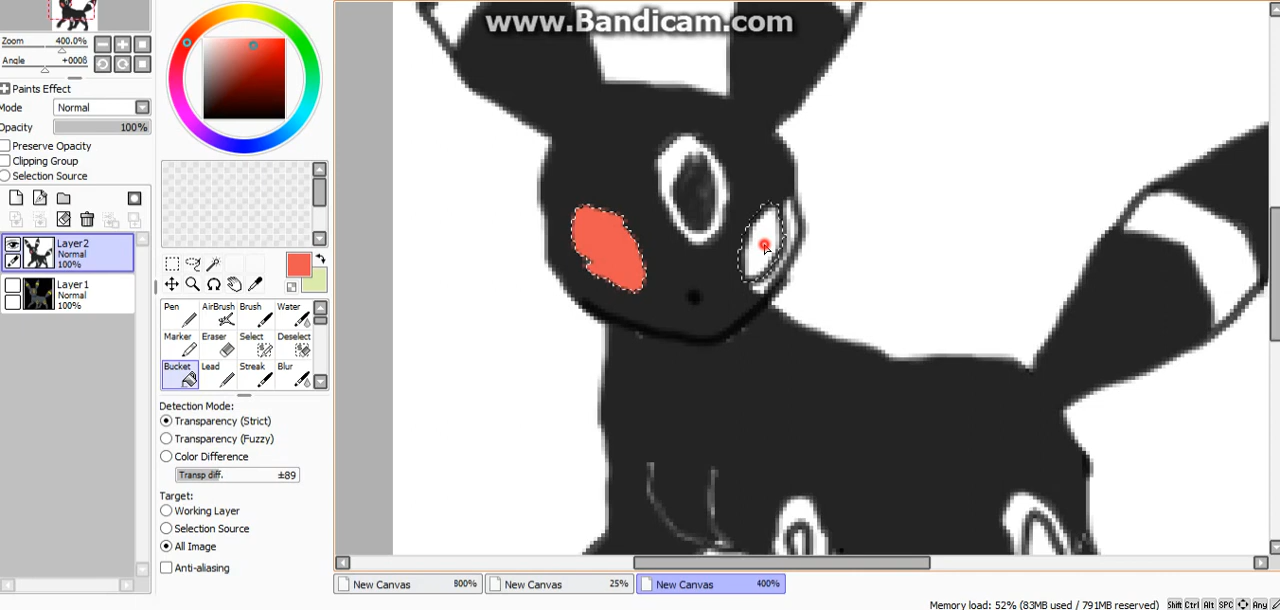 www.Bandicam.com
Zoom 400.0%
Angle +000ß
Paints Effect
Mode Normal
Opacity 100%
Preserve Opacity
Clipping Group
Selection Source
Layer2
Normal
100%
Layer1
Normal
100%
Pen AirBrush Brush Water
Marker Eraser Select Deselect
Bucket Lead Streak Blur
Detection Mode:
Transparency (Strict)
Transparency (Fuzzy)
Color Difference
Transp diff. ±89
Target:
Working Layer
Selection Source
All Image
Anti-aliasing
New Canvas 800% New Canvas 25% New Canvas 400%
Memory load: 52% (83MB used / 791MB reserved) Shift Ctrl Alt SPC Any